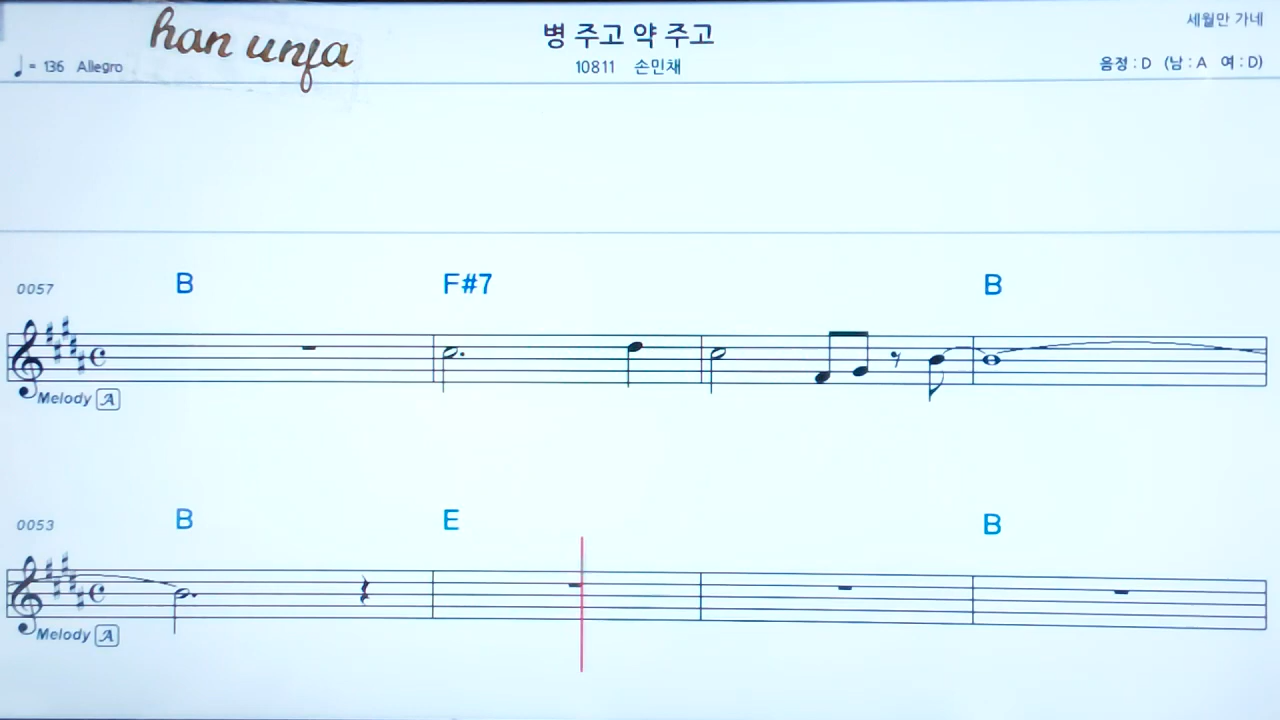 han unfa
병 주고 약 주고
세월만 가네
♩= 136 Allegro
10811 손민채
음정 : D (남 : A 여 : D)
0057
B F#7 B
Melody A
0053
B E B
Melody A